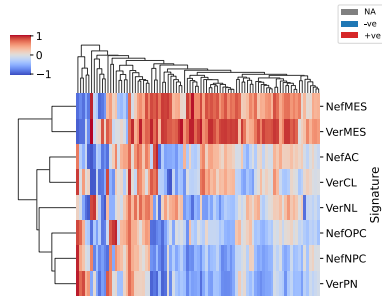 NA
-ve
+ve
1
0
−1
NefMES
VerMES
NefAC
VerCL
VerNL
NefOPC
NefNPC
VerPN
Signature